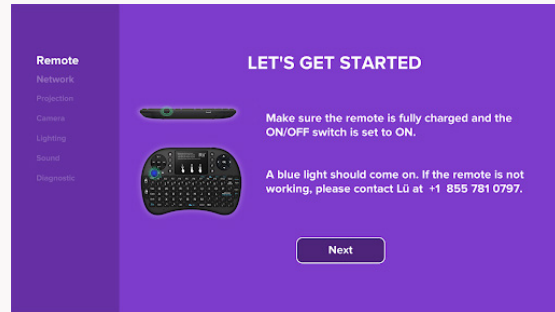 Remote
Network
Projection
Camera
Lighting
Sound
Diagnostic
LET'S GET STARTED
Make sure the remote is fully charged and the
ON/OFF switch is set to ON.
A blue light should come on. If the remote is not
working, please contact Lü at +1 855 781 0797.
Next